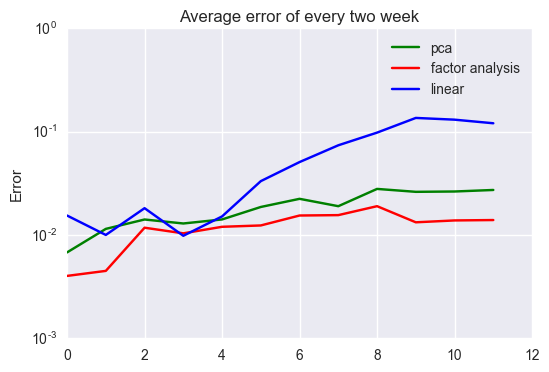 Average error of every two week
10^0
10^-1
10^-2
10^-3
Error
pca
factor analysis
linear
0 2 4 6 8 10 12